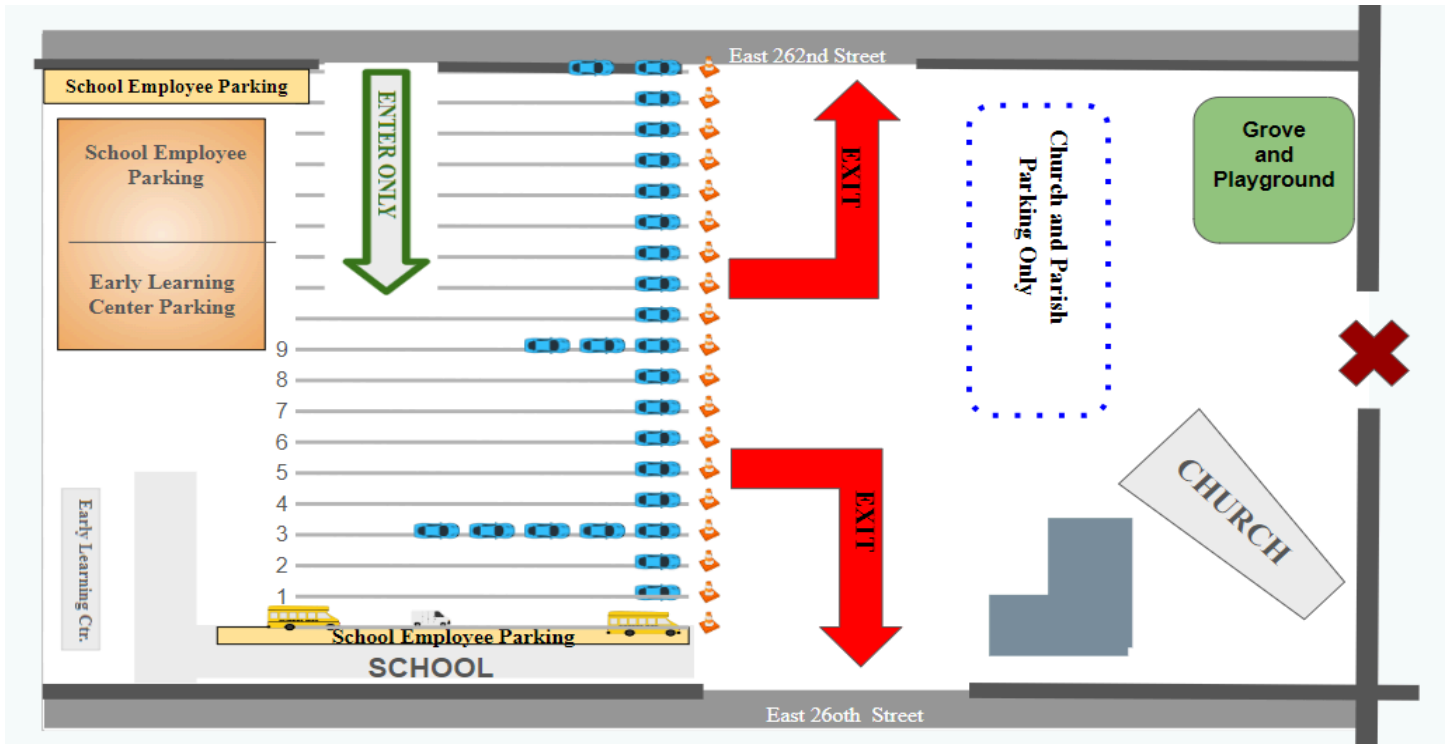 East 262nd Street
School Employee Parking
ENTER ONLY
School Employee
Parking
Early Learning
Center Parking
EXIT
Church and Parish
Parking Only
Grove
and
Playground
9
8
7
6
5
4
3
2
1
EXIT
CHURCH
Early Learning Ctr.
School Employee Parking
SCHOOL
East 26oth Street